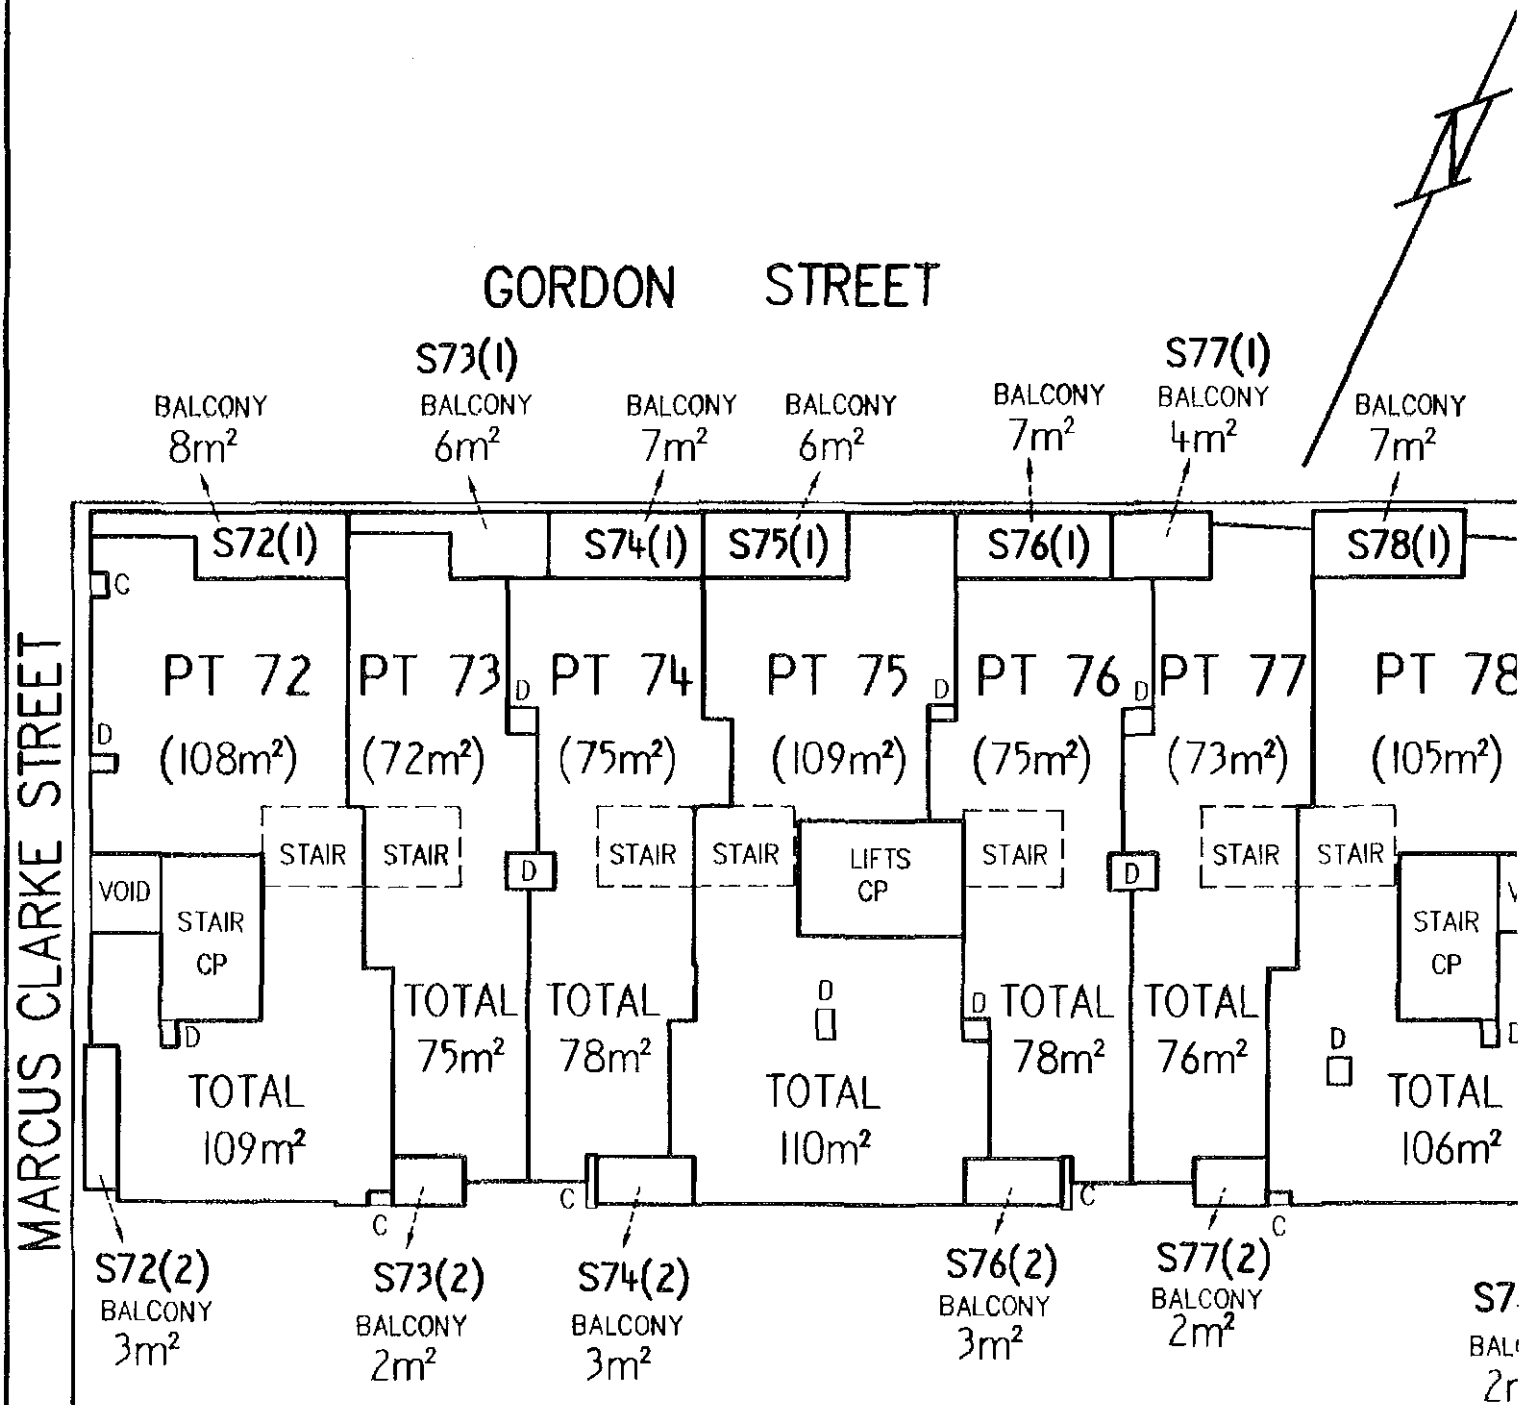 GORDON STREET
S73(1)
BALCONY
6m²
S77(1)
BALCONY
4m²
BALCONY
8m²
BALCONY
7m²
BALCONY
6m²
BALCONY
7m²
BALCONY
7m²
S72(1)
S74(1)
S75(1)
S76(1)
S78(1)
C
PT 72
(108m²)
PT 73
(72m²)
D
PT 74
(75m²)
PT 75
(109m²)
D
PT 76
(75m²)
D
PT 77
(73m²)
PT 78
(105m²)
D
STAIR
STAIR
STAIR
STAIR
LIFTS
CP
STAIR
STAIR
STAIR
VOID
STAIR
CP
D
D
STAIR
CP
V
MARCUS CLARKE STREET
TOTAL
75m²
TOTAL
78m²
D
D
TOTAL
78m²
TOTAL
76m²
D
D
D
TOTAL
109m²
TOTAL
110m²
TOTAL
106m²
C
C
C
C
S72(2)
BALCONY
3m²
S73(2)
BALCONY
2m²
S74(2)
BALCONY
3m²
S76(2)
BALCONY
3m²
S77(2)
BALCONY
2m²
S7
BAL
2